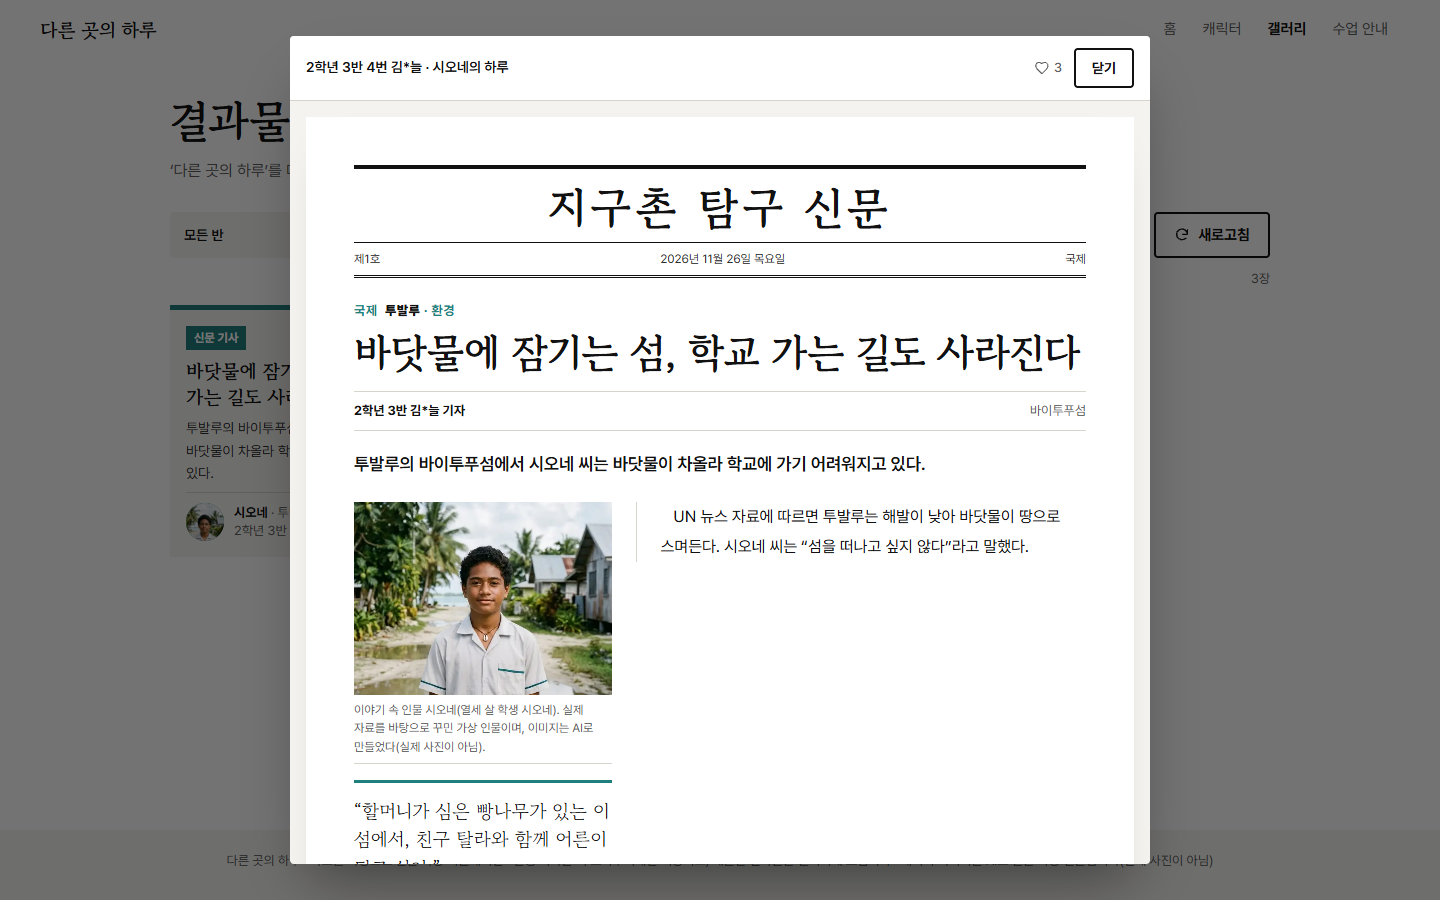 다른 곳의 하루
홈
캐릭터
갤러리
수업 안내
결과물
‘다른 곳의 하루’를
모든 반
새로고침
3장
신문 기사
바닷물에 잠기
가는 길도 사라
투발루의 바이투푸섬
바닷물이 차올라 학
있다.
시오네 · 투
2학년 3반
2학년 3반 4번 김*늘 · 시오네의 하루
3
닫기
지구촌 탐구 신문
제1호
2026년 11월 26일 목요일
국제
국제 투발루 · 환경
바닷물에 잠기는 섬, 학교 가는 길도 사라진다
2학년 3반 김*늘 기자
바이투푸섬
투발루의 바이투푸섬에서 시오네 씨는 바닷물이 차올라 학교에 가기 어려워지고 있다.
UN 뉴스 자료에 따르면 투발루는 해발이 낮아 바닷물이 땅으로
스며든다. 시오네 씨는 “섬을 떠나고 싶지 않다”라고 말했다.
이야기 속 인물 시오네(열세 살 학생 시오네). 실제
자료를 바탕으로 꾸민 가상 인물이며, 이미지는 AI로
만들었다(실제 사진이 아님).
“할머니가 심은 빵나무가 있는 이
섬에서, 친구 탈라와 함께 어른이
다른 곳의 하
사진이 아님)